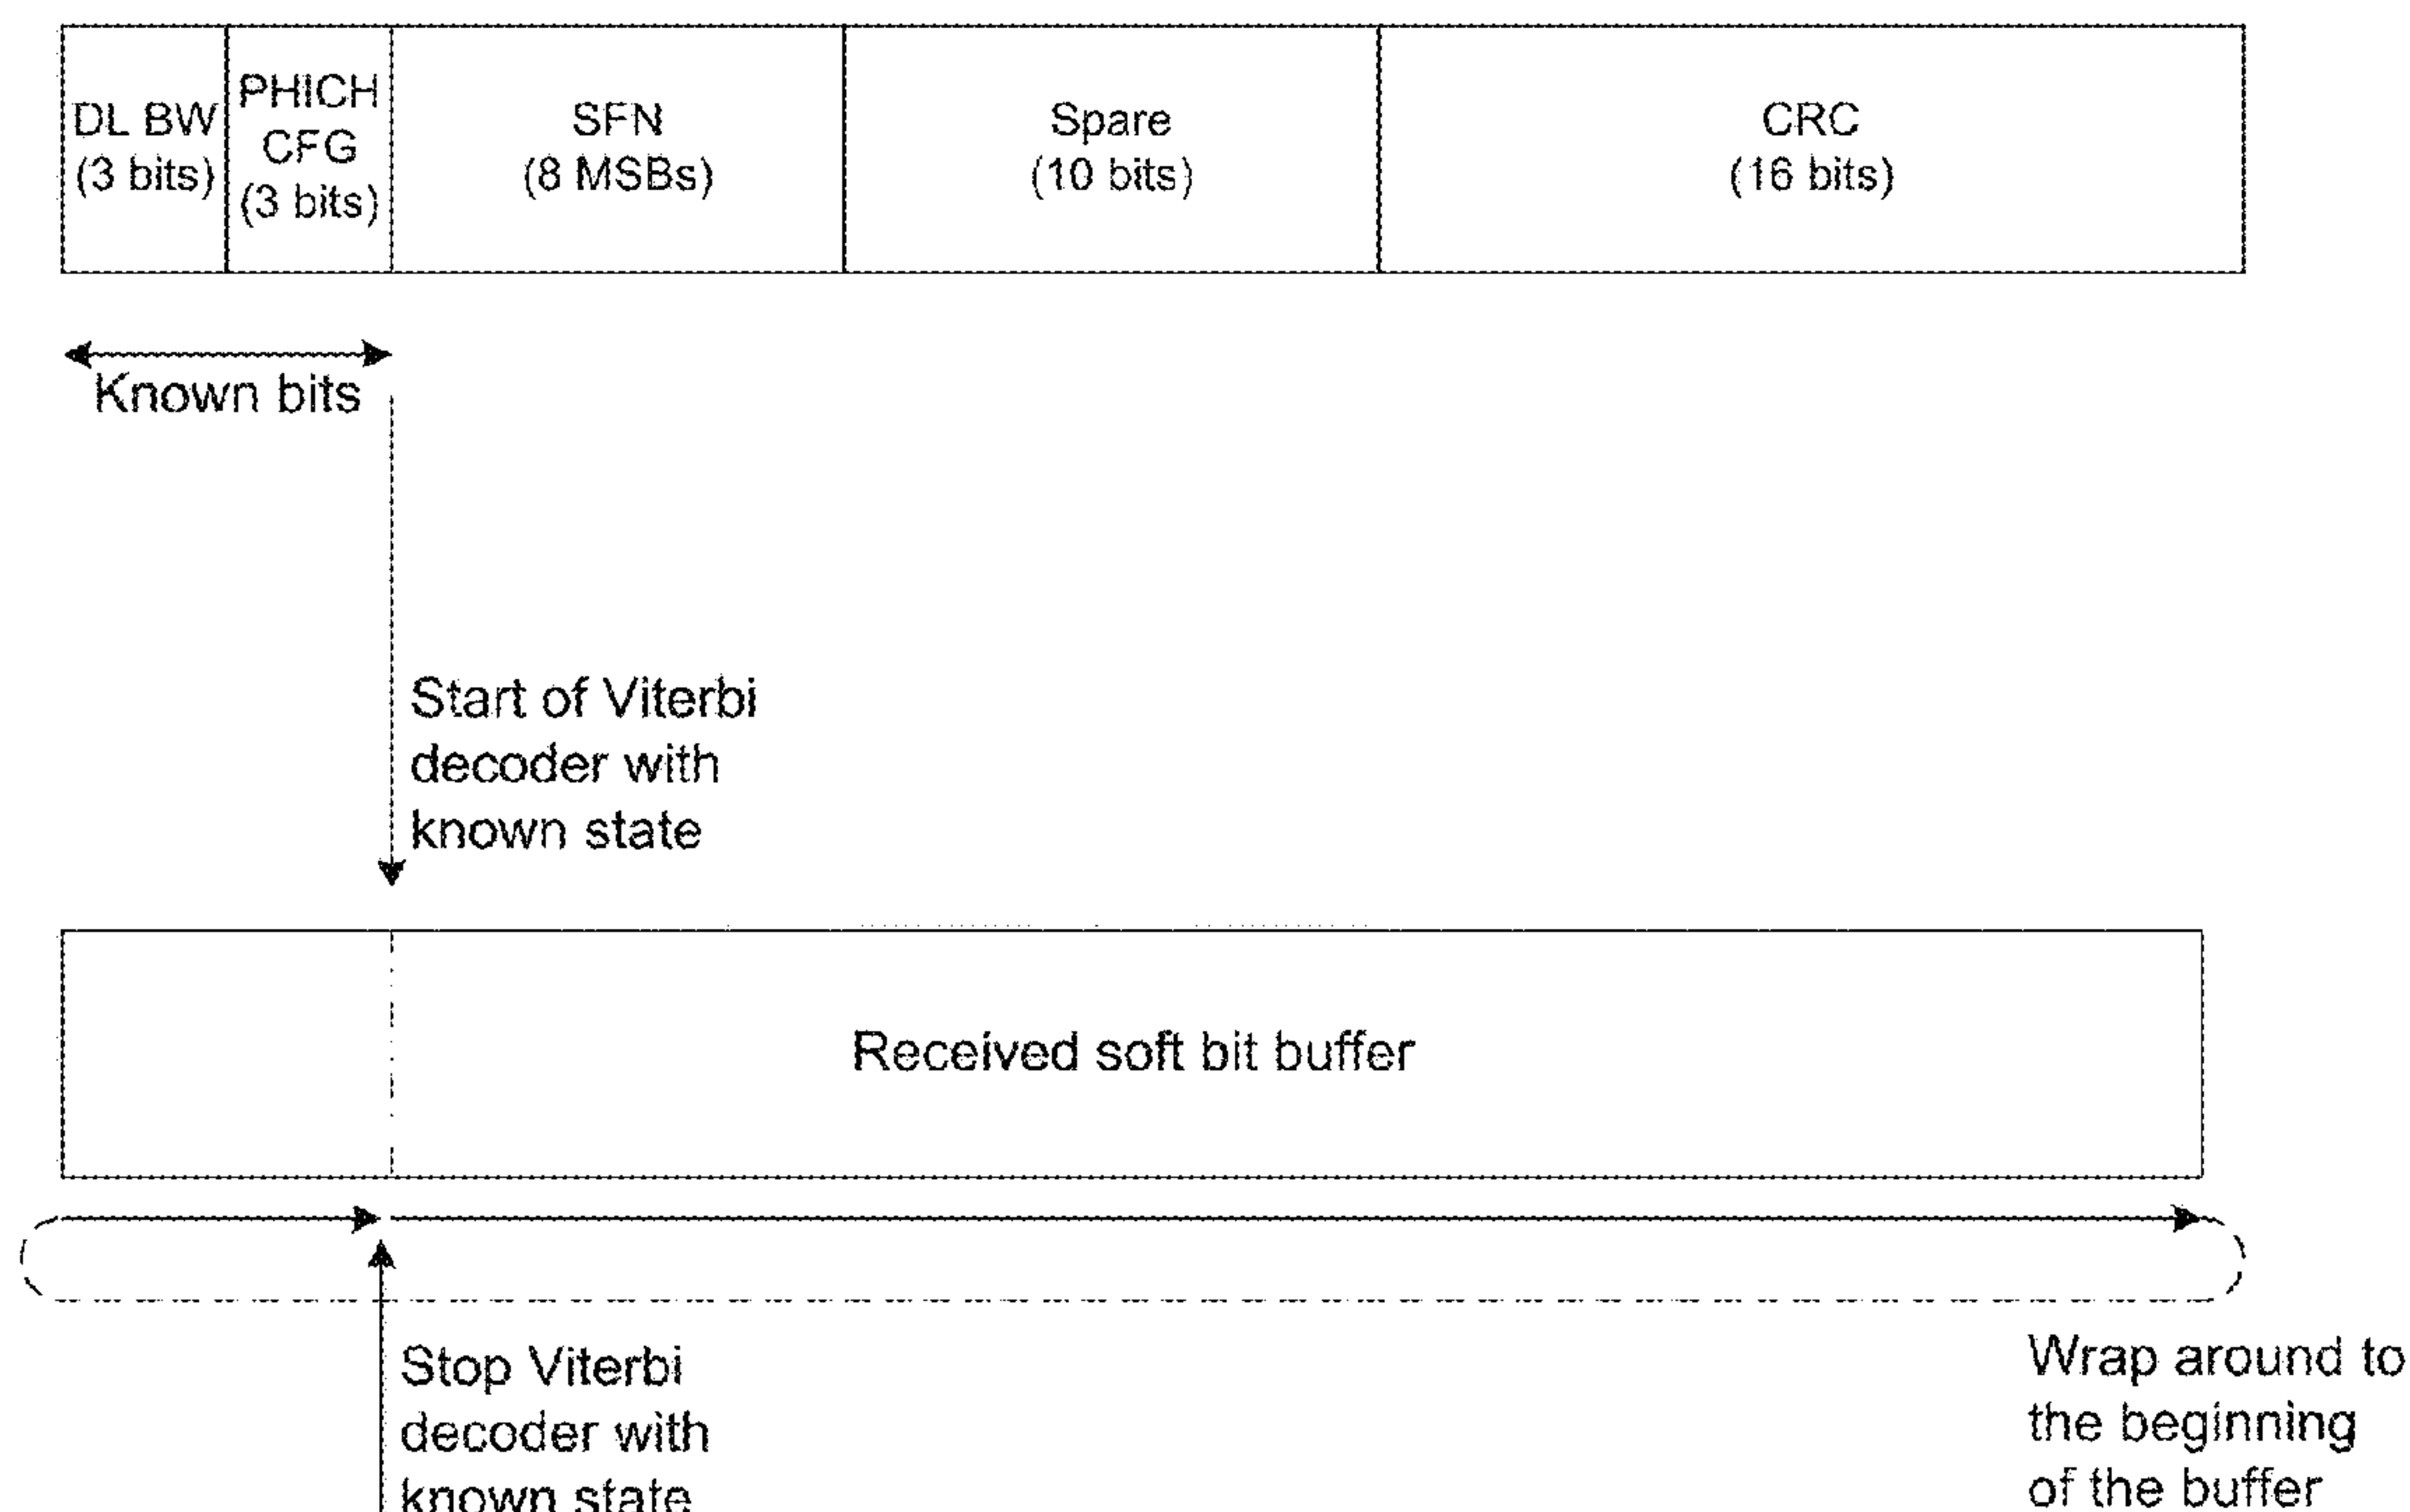 DL BW
(3 bits)
PHICH
CFG
(3 bits)
SFN
(8 MSBs)
Spare
(10 bits)
CRC
(16 bits)
Known bits
Start of Viterbi
decoder with
known state
Received soft bit buffer
Stop Viterbi
decoder with
known state
Wrap around to
the beginning
of the buffer